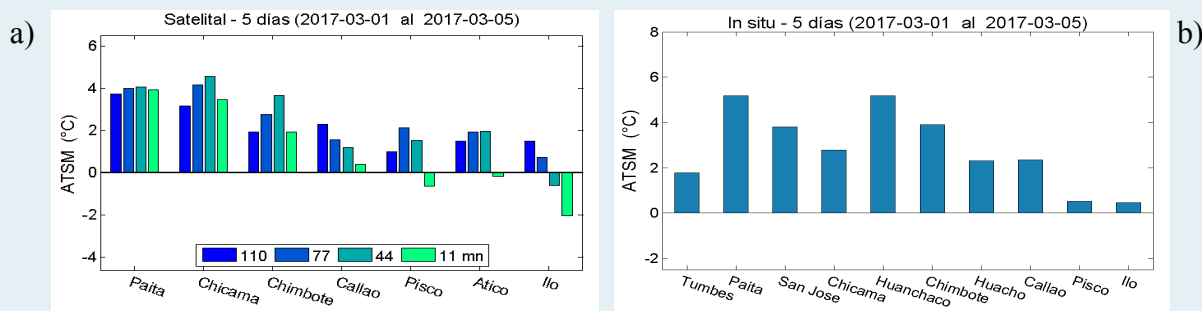 a)
Satelital - 5 días (2017-03-01 al 2017-03-05)
ATSM (°C)
6
4
2
0
-2
-4
110 77 44 11 mn
Paita Chicama Chimbote Callao Pisco Atico Ilo
b)
In situ - 5 días (2017-03-01 al 2017-03-05)
ATSM (°C)
8
6
4
2
0
-2
Tumbes Paita San Jose Chicama Huanchaco Chimbote Huacho Callao Pisco Ilo